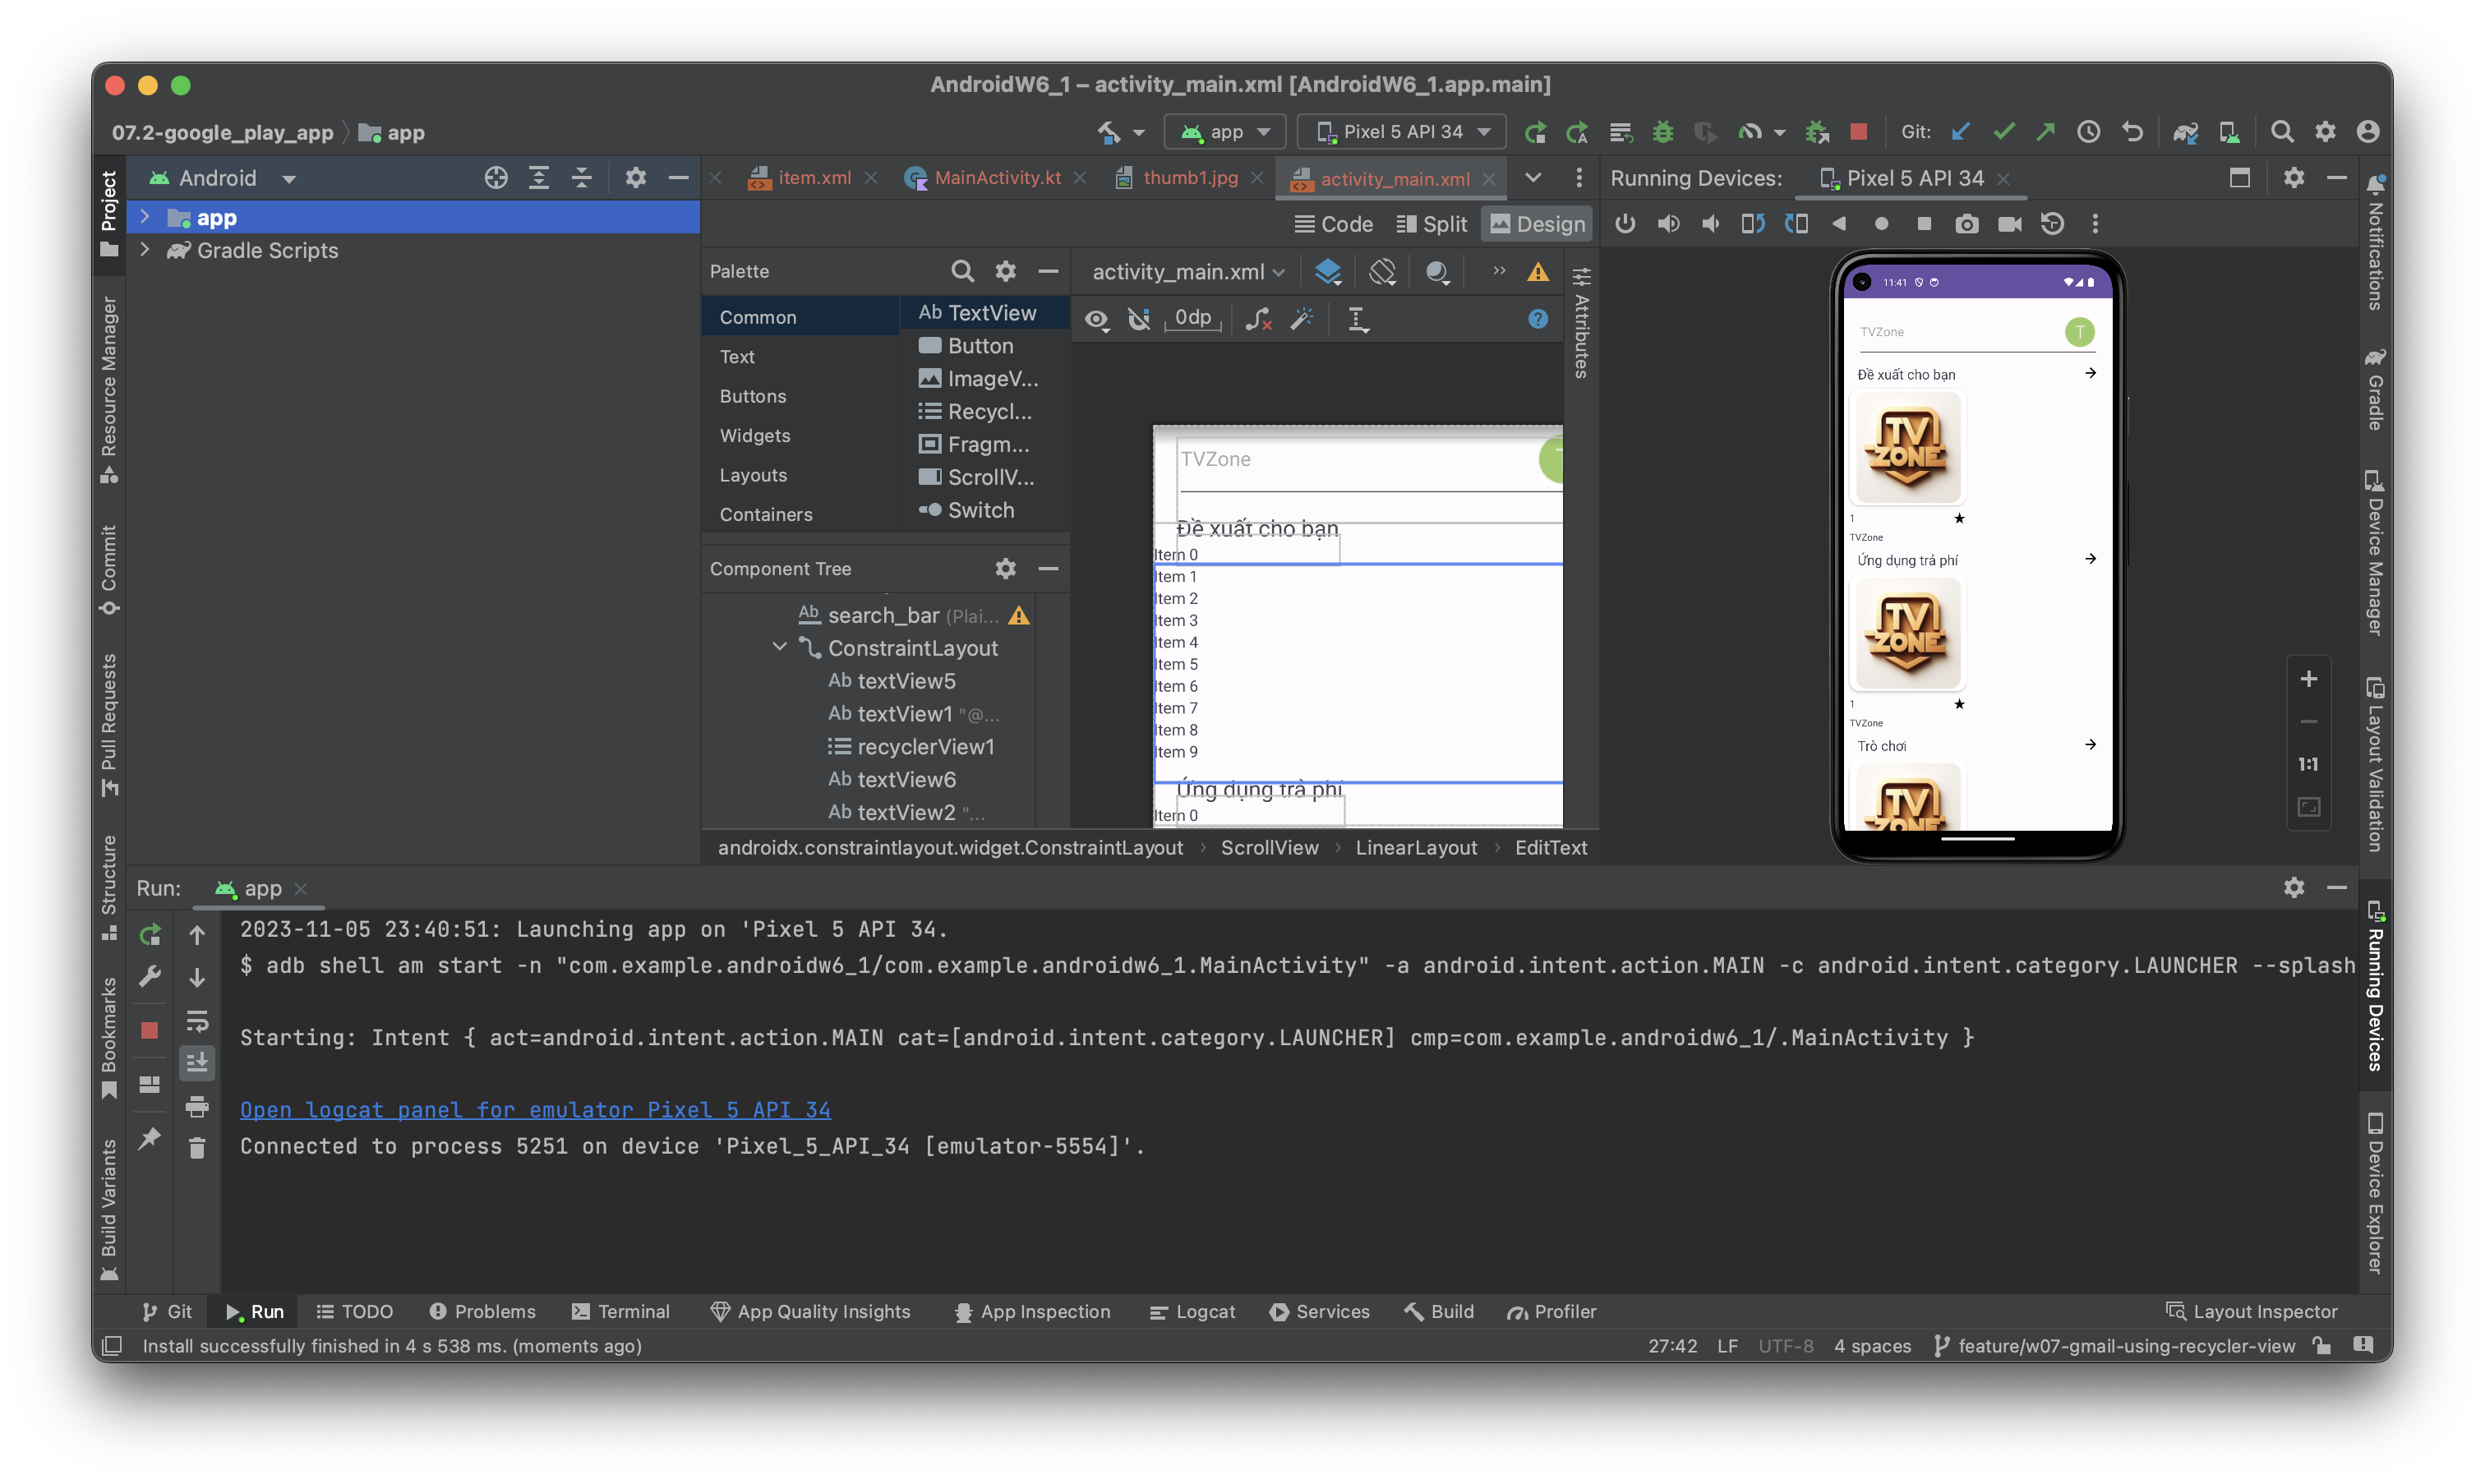 AndroidW6_1 – activity_main.xml [AndroidW6_1.app.main]
07.2-google_play_app
app
app
Pixel 5 API 34
Git:
Project
Resource Manager
Commit
Pull Requests
Structure
Bookmarks
Build Variants
Android
app
Gradle Scripts
item.xml
MainActivity.kt
thumb1.jpg
activity_main.xml
Code
Split
Design
Palette
Common
Text
Buttons
Widgets
Layouts
Containers
Ab TextView
Button
ImageV...
Recycl...
Fragm...
ScrollV...
Switch
Component Tree
Ab search_bar (Plai...
ConstraintLayout
Ab textView5
Ab textView1 "@...
recyclerView1
Ab textView6
Ab textView2 "...
activity_main.xml
0dp
TVZone
T
Đề xuất cho bạn
Item 0
Item 1
Item 2
Item 3
Item 4
Item 5
Item 6
Item 7
Item 8
Item 9
Ứng dụng trả phí
Item 0
androidx.constraintlayout.widget.ConstraintLayout
ScrollView
LinearLayout
EditText
Attributes
Running Devices:
Pixel 5 API 34
11:41
TVZone
T
Đề xuất cho bạn
TV
ZONE
1
TVZone
Ứng dụng trả phí
TV
ZONE
1
TVZone
Trò chơi
TV
ZONE
1:1
Notifications
Gradle
Device Manager
Layout Validation
Running Devices
Device Explorer
Run:
app
2023-11-05 23:40:51: Launching app on 'Pixel 5 API 34.
$ adb shell am start -n "com.example.androidw6_1/com.example.androidw6_1.MainActivity" -a android.intent.action.MAIN -c android.intent.category.LAUNCHER --splash
Starting: Intent { act=android.intent.action.MAIN cat=[android.intent.category.LAUNCHER] cmp=com.example.androidw6_1/.MainActivity }
Open logcat panel for emulator Pixel 5 API 34
Connected to process 5251 on device 'Pixel_5_API_34 [emulator-5554]'.
Git
Run
TODO
Problems
Terminal
App Quality Insights
App Inspection
Logcat
Services
Build
Profiler
Layout Inspector
Install successfully finished in 4 s 538 ms. (moments ago)
27:42
LF
UTF-8
4 spaces
feature/w07-gmail-using-recycler-view